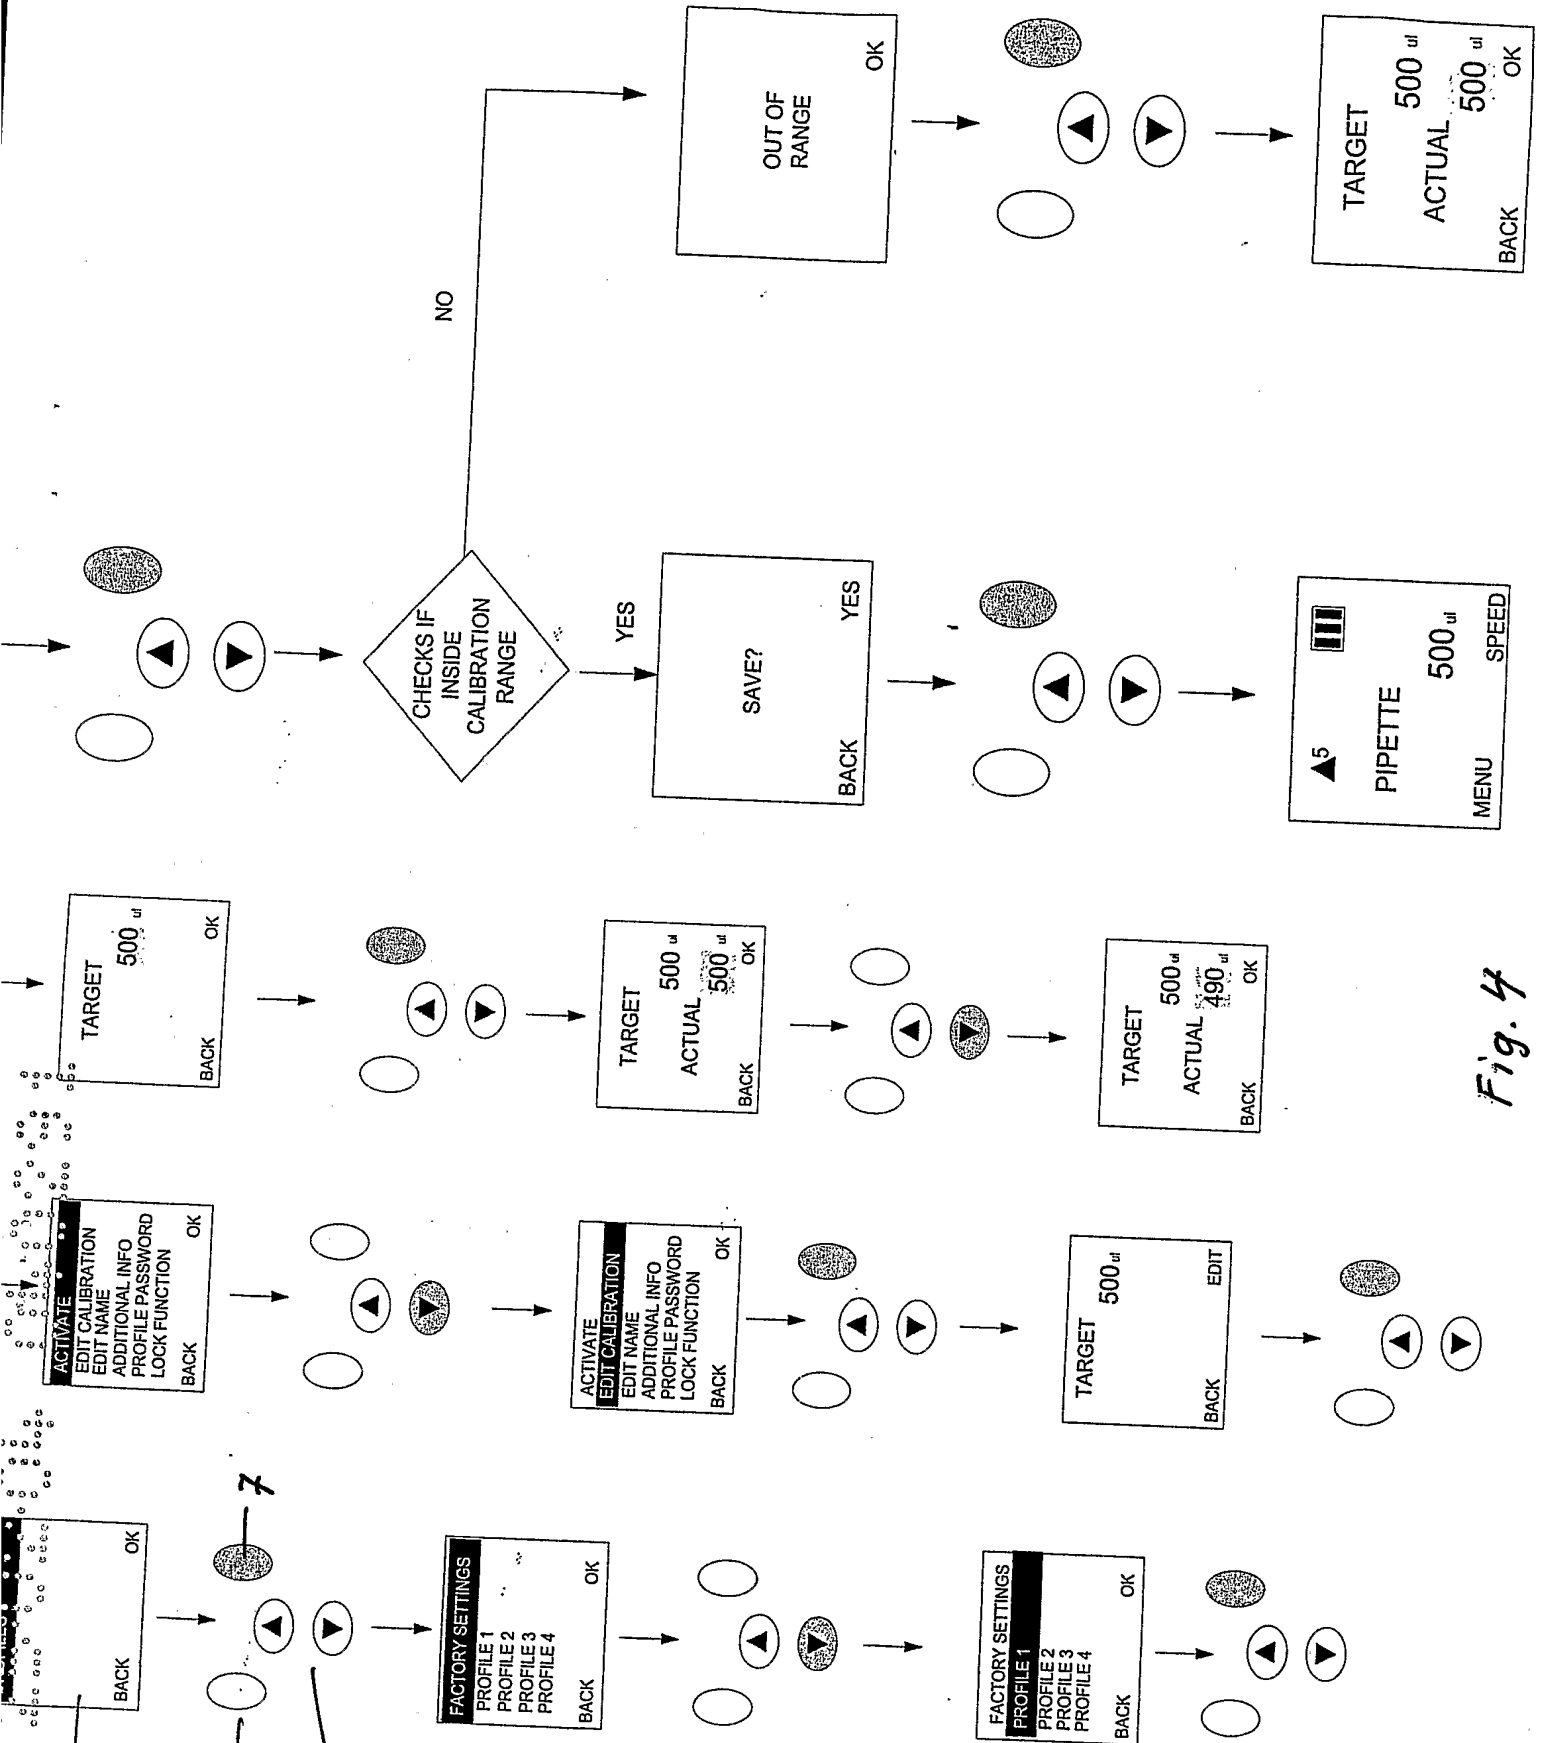 BACK OK
7
FACTORY SETTINGS
PROFILE 1
PROFILE 2
PROFILE 3
PROFILE 4
BACK OK
FACTORY SETTINGS
PROFILE 1
PROFILE 2
PROFILE 3
PROFILE 4
BACK OK
ACTIVATE
EDIT CALIBRATION
EDIT NAME
ADDITIONAL INFO
PROFILE PASSWORD
LOCK FUNCTION
BACK OK
ACTIVATE
EDIT CALIBRATION
EDIT NAME
ADDITIONAL INFO
PROFILE PASSWORD
LOCK FUNCTION
BACK OK
TARGET
500 ul
BACK EDIT
TARGET
500 ul
BACK OK
TARGET
500 ul
ACTUAL
500 ul
BACK OK
TARGET
500 ul
ACTUAL
490 ul
BACK OK
CHECKS IF
INSIDE
CALIBRATION
RANGE
YES
NO
SAVE?
BACK YES
▲5
PIPETTE
500 ul
MENU SPEED
OUT OF
RANGE
OK
TARGET
500 ul
ACTUAL
500 ul
BACK OK
Fig. 4